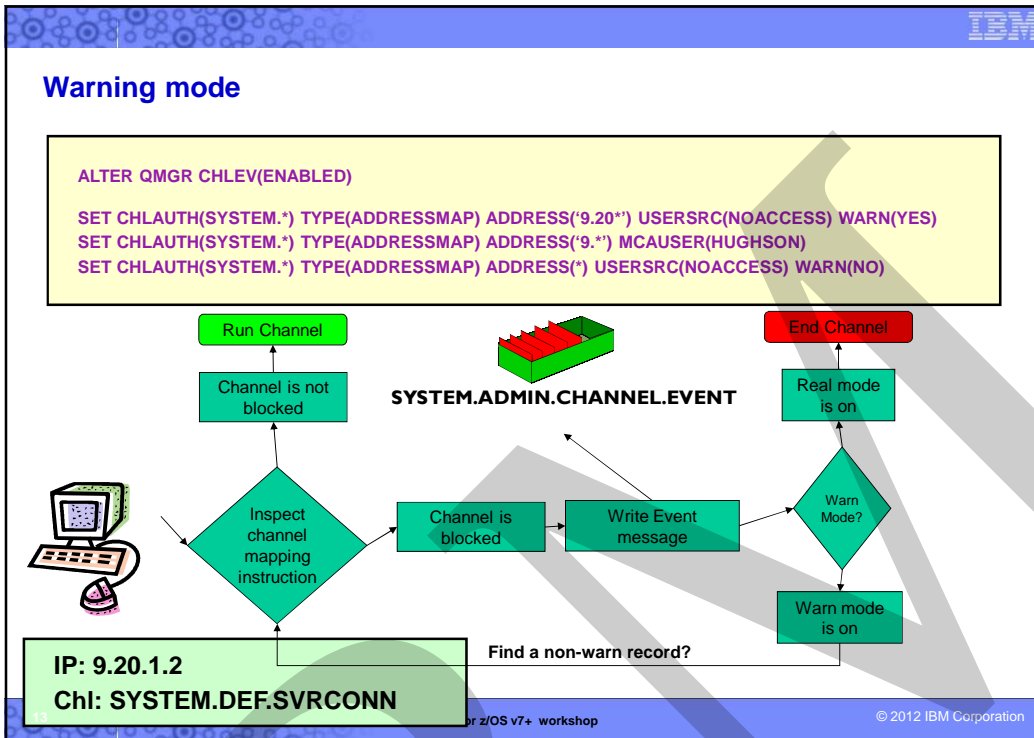 IBM
Warning mode
ALTER QMGR CHLEV(ENABLED)
SET CHLAUTH(SYSTEM.*) TYPE(ADDRESSMAP) ADDRESS(‘9.20*’) USERSRC(NOACCESS) WARN(YES)
SET CHLAUTH(SYSTEM.*) TYPE(ADDRESSMAP) ADDRESS(‘9.*’) MCAUSER(HUGHSON)
SET CHLAUTH(SYSTEM.*) TYPE(ADDRESSMAP) ADDRESS(*) USERSRC(NOACCESS) WARN(NO)
Run Channel
End Channel
Channel is not
blocked
SYSTEM.ADMIN.CHANNEL.EVENT
Real mode
is on
Inspect
channel
mapping
instruction
Channel is
blocked
Write Event
message
Warn
Mode?
Warn mode
is on
Find a non-warn record?
IP: 9.20.1.2
Chl: SYSTEM.DEF.SVRCONN
13
z/OS v7+ workshop
© 2012 IBM Corporation